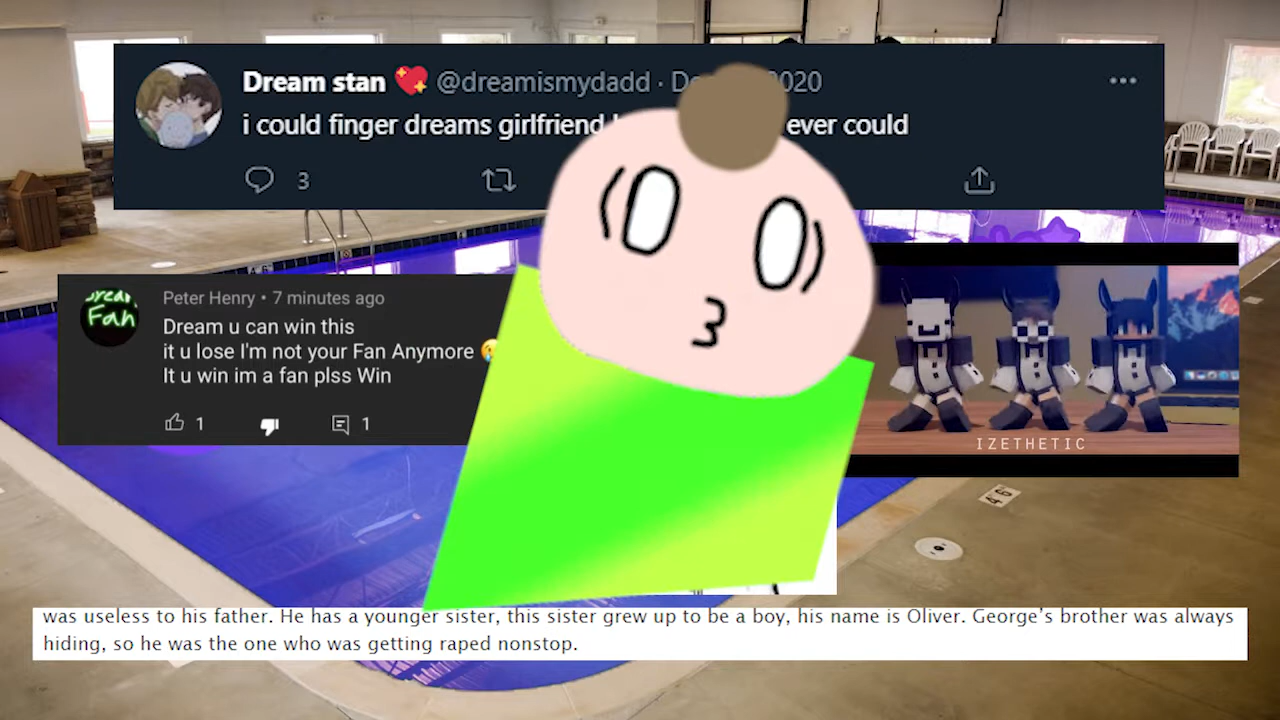 Dream stan 💖 @dreamismydadd · De 2020
i could finger dreams girlfriend ever could
3
Dream Fan
Peter Henry • 7 minutes ago
Dream u can win this
it u lose I'm not your Fan Anymore 😢
It u win im a fan plss Win
1 1
IZETHETIC
was useless to his father. He has a younger sister, this sister grew up to be a boy, his name is Oliver. George's brother was always
hiding, so he was the one who was getting raped nonstop.